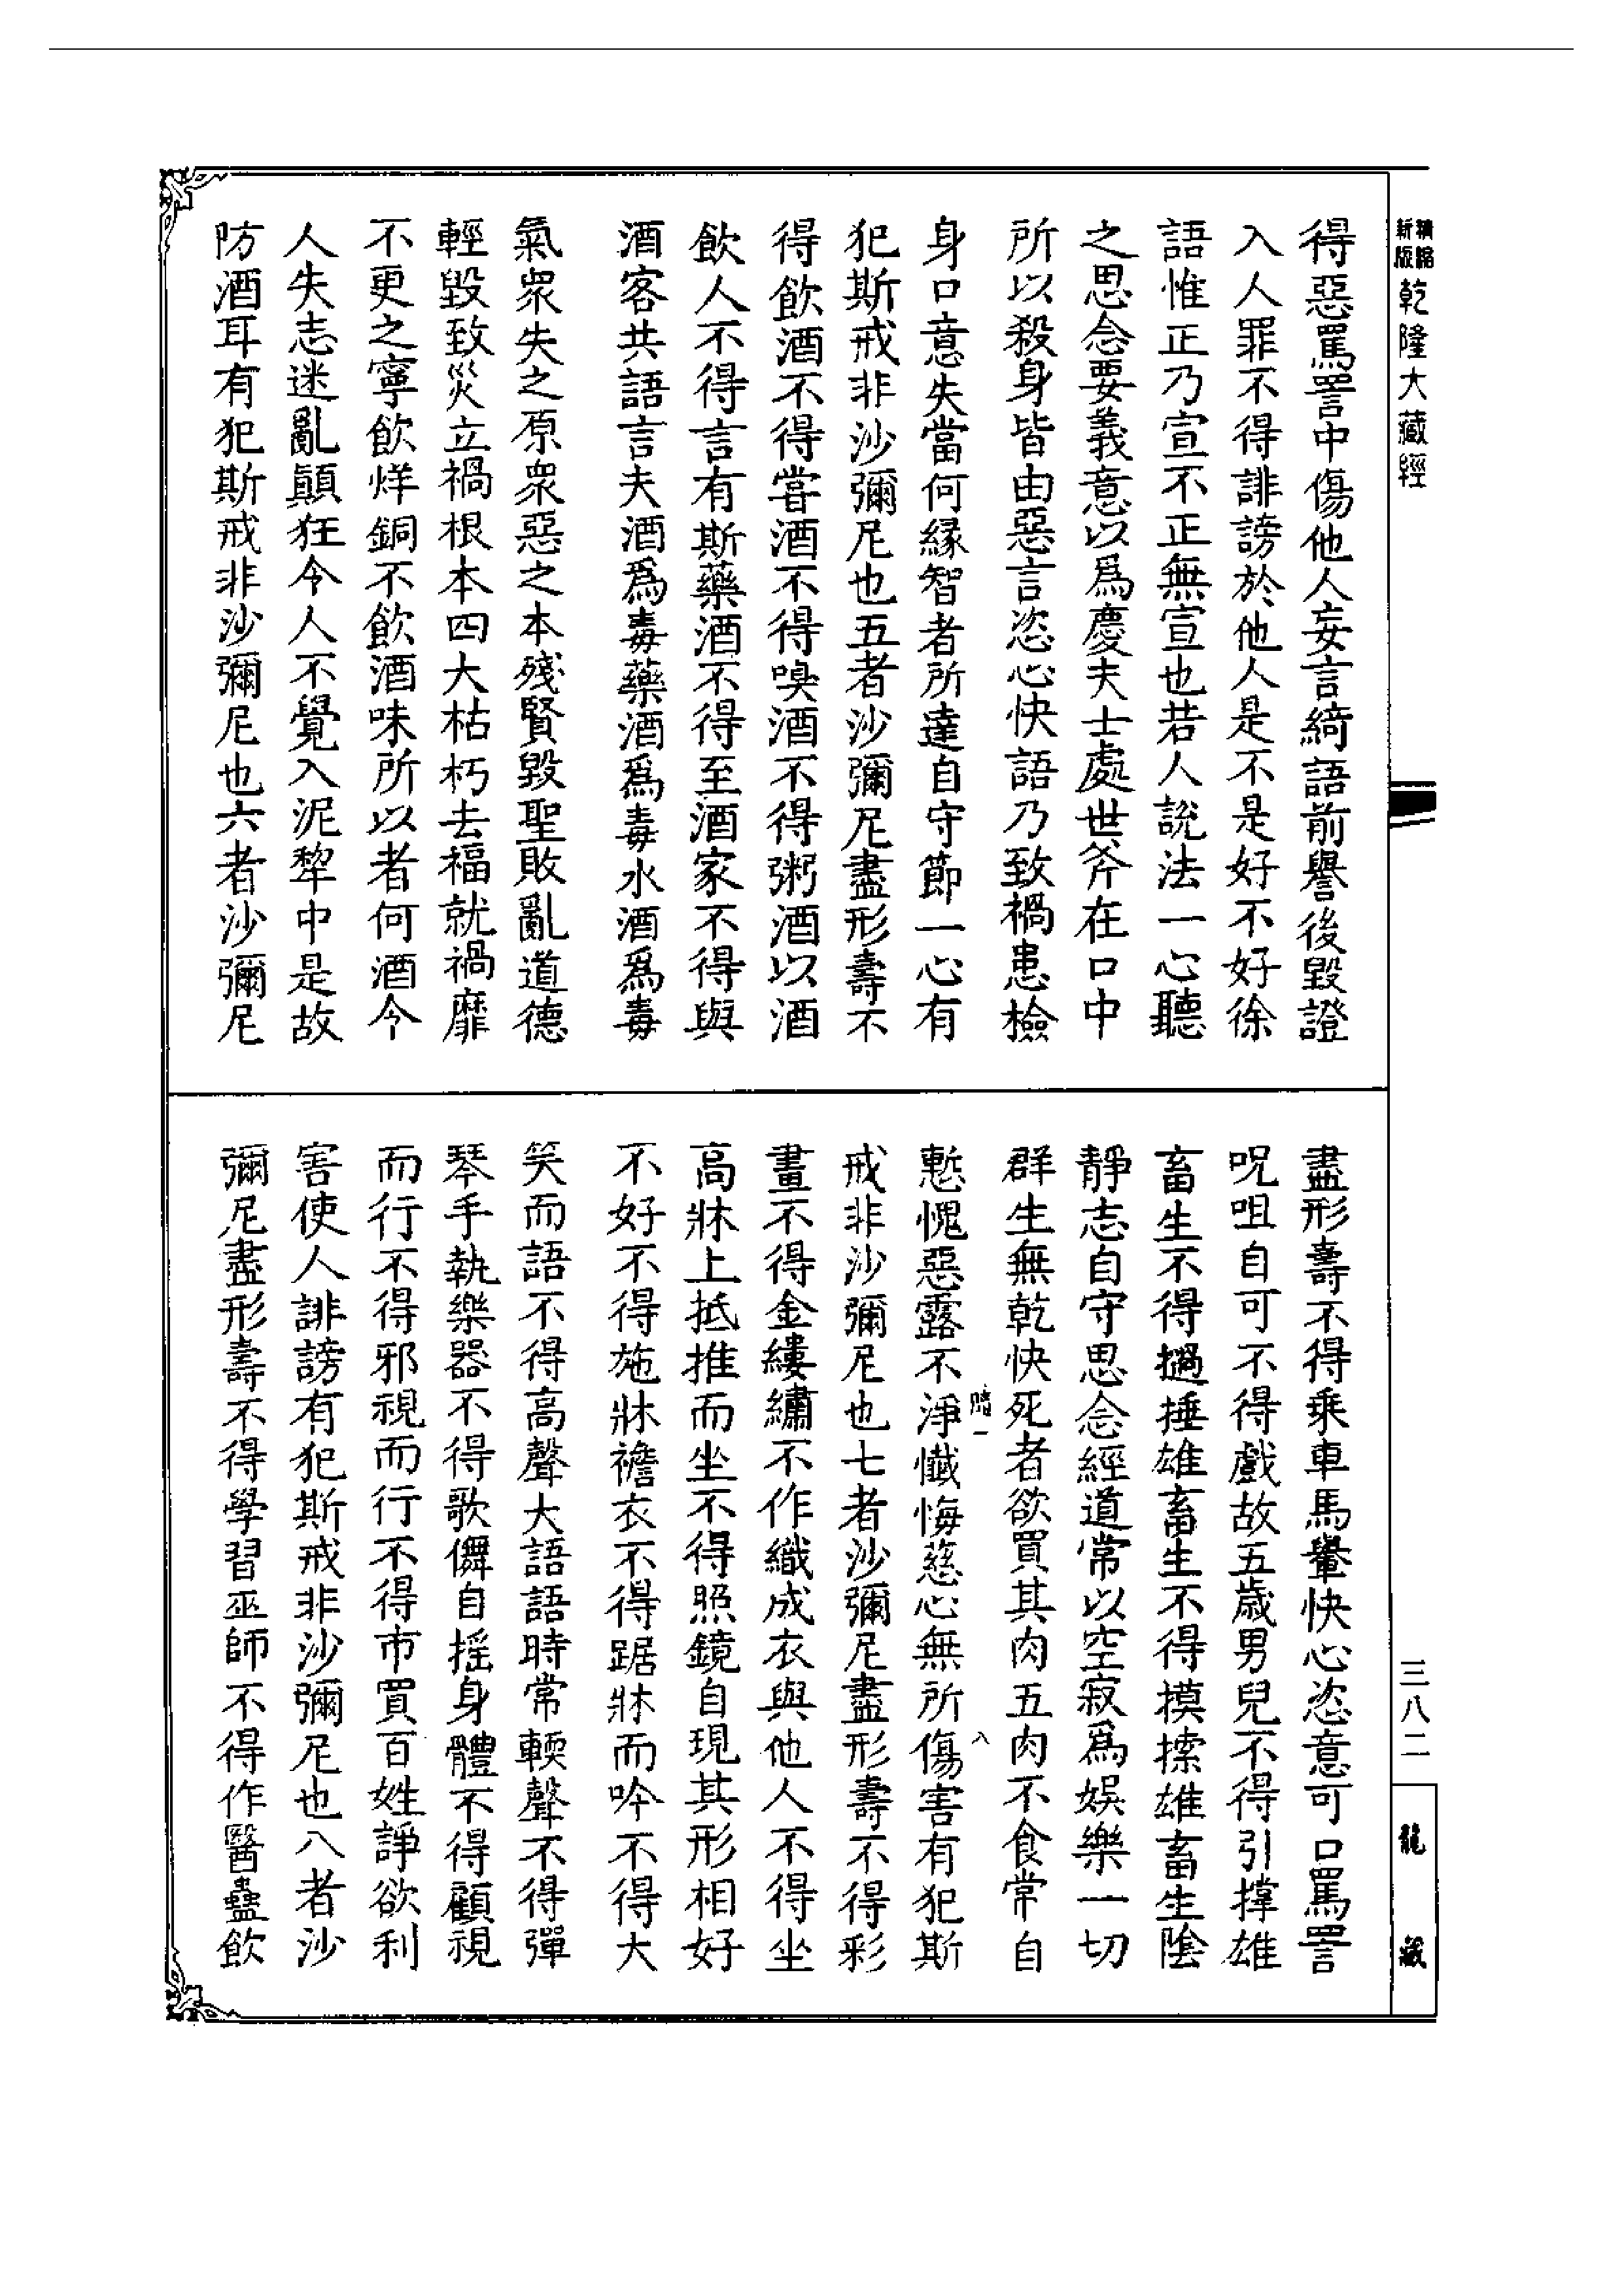 精縮新版乾隆大藏經
得惡罵詈中傷他人妄言綺語前譽後毀證
入人罪不得誹謗於他人是不是好不好徐
語惟正乃宣不正無宣也若人說法一心聽
之思念要義意以爲慶夫士處世斧在口中
所以殺身皆由惡言恣心快語乃致禍患檢
身口意失當何縁智者所達自守節一心有
犯斯戒非沙彌尼也五者沙彌尼盡形壽不
得飲酒不得嘗酒不得嗅酒不得粥酒以酒
飲人不得言有斯藥酒不得至酒家不得與
酒客共語言夫酒爲毒藥酒爲毒水酒爲毒
氣衆失之原衆惡之本殘賢毀聖敗亂道德
輕毀致災立禍根本四大枯朽去福就禍靡
不更之寧飲烊銅不飲酒味所以者何酒令
人失志迷亂顛狂令人不覺入泥犂中是故
防酒耳有犯斯戒非沙彌尼也六者沙彌尼
盡形壽不得乘車馬轝快心恣意可口罵詈
呪咀自可不得戲故五歲男兒不得引撑雄
畜生不得撾捶雄畜生不得摸捺雄畜生陰
靜志自守思念經道常以空寂爲娛樂一切
群生無乾快死者欲買其肉五肉不食常自
慙愧惡露不淨懺悔慈心無所傷害有犯斯
戒非沙彌尼也七者沙彌尼盡形壽不得彩
畫不得金縷繡不作織成衣與他人不得坐
高牀上抵推而坐不得照鏡自現其形相好
不好不得施牀襜衣不得踞牀而吟不得大
笑而語不得高聲大語語時常輭聲不得彈
琴手執樂器不得歌儛自搖身體不得顧視
而行不得邪視而行不得市買百姓諍欲利
害使人誹謗有犯斯戒非沙彌尼也八者沙
彌尼盡形壽不得學習巫師不得作醫蠱飲
一
八
三八二
龍藏